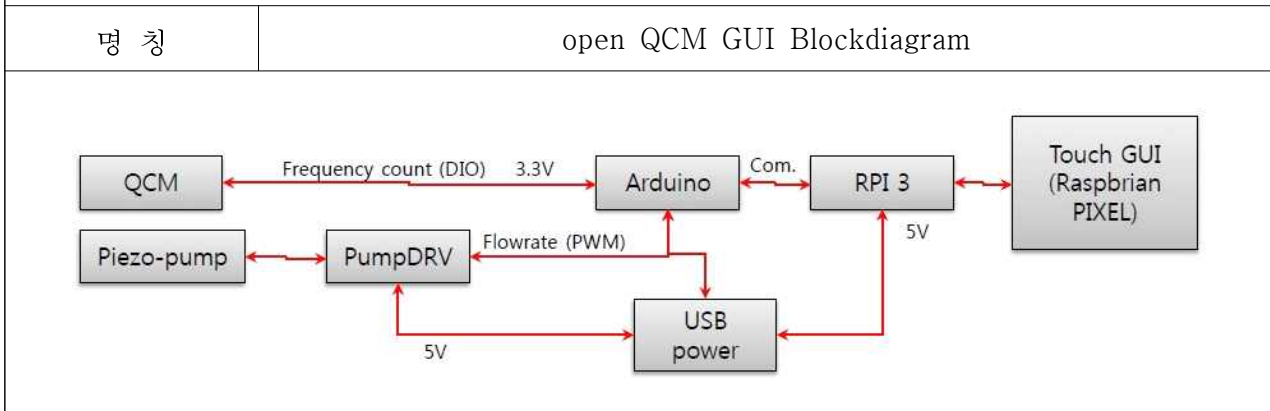 명 칭
open QCM GUI Blockdiagram
QCM
Frequency count (DIO)
3.3V
Arduino
Com.
RPI 3
Touch GUI
(Raspbrian
PIXEL)
5V
Piezo-pump
PumpDRV
Flowrate (PWM)
5V
USB
power